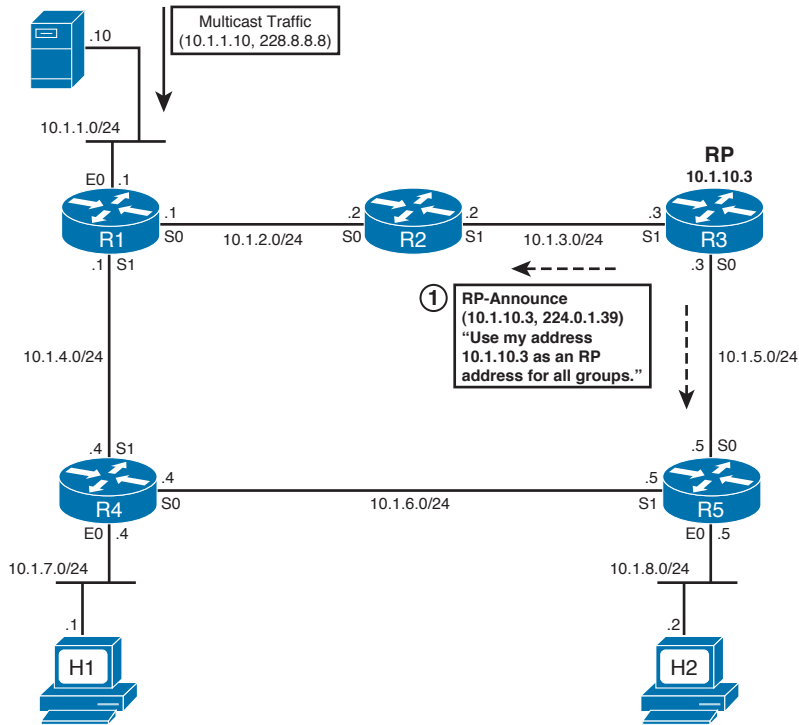 .10
Multicast Traffic
(10.1.1.10, 228.8.8.8)
10.1.1.0/24
E0 .1
RP
10.1.10.3
R1
.1
S0
10.1.2.0/24
.2
S0
R2
.2
S1
10.1.3.0/24
.3
S1
R3
.1 S1
.3 S0
1
RP-Announce
(10.1.10.3, 224.0.1.39)
“Use my address
10.1.10.3 as an RP
address for all groups.”
10.1.4.0/24
10.1.5.0/24
.4 S1
.5 S0
R4
.4
S0
10.1.6.0/24
.5
S1
R5
E0 .4
E0 .5
10.1.7.0/24
10.1.8.0/24
.1
.2
H1
H2